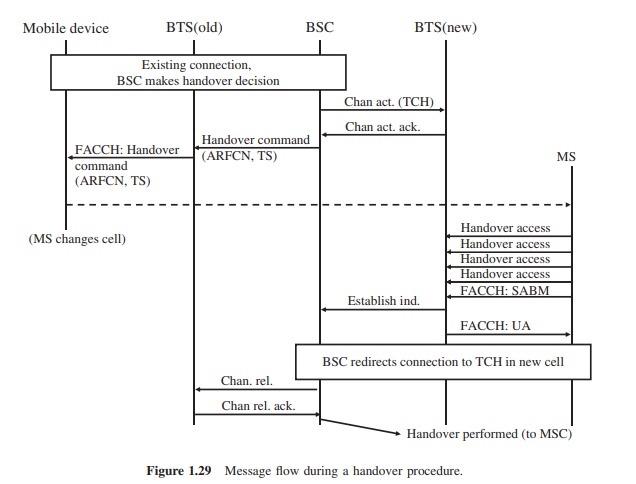 Mobile device
BTS(old)
BSC
BTS(new)
Existing connection,
BSC makes handover decision
Chan act. (TCH)
Chan act. ack.
Handover command
(ARFCN, TS)
FACCH: Handover
command
(ARFCN, TS)
MS
(MS changes cell)
Handover access
Handover access
Handover access
Handover access
FACCH: SABM
Establish ind.
FACCH: UA
BSC redirects connection to TCH in new cell
Chan. rel.
Chan rel. ack.
Handover performed (to MSC)
Figure 1.29 Message flow during a handover procedure.